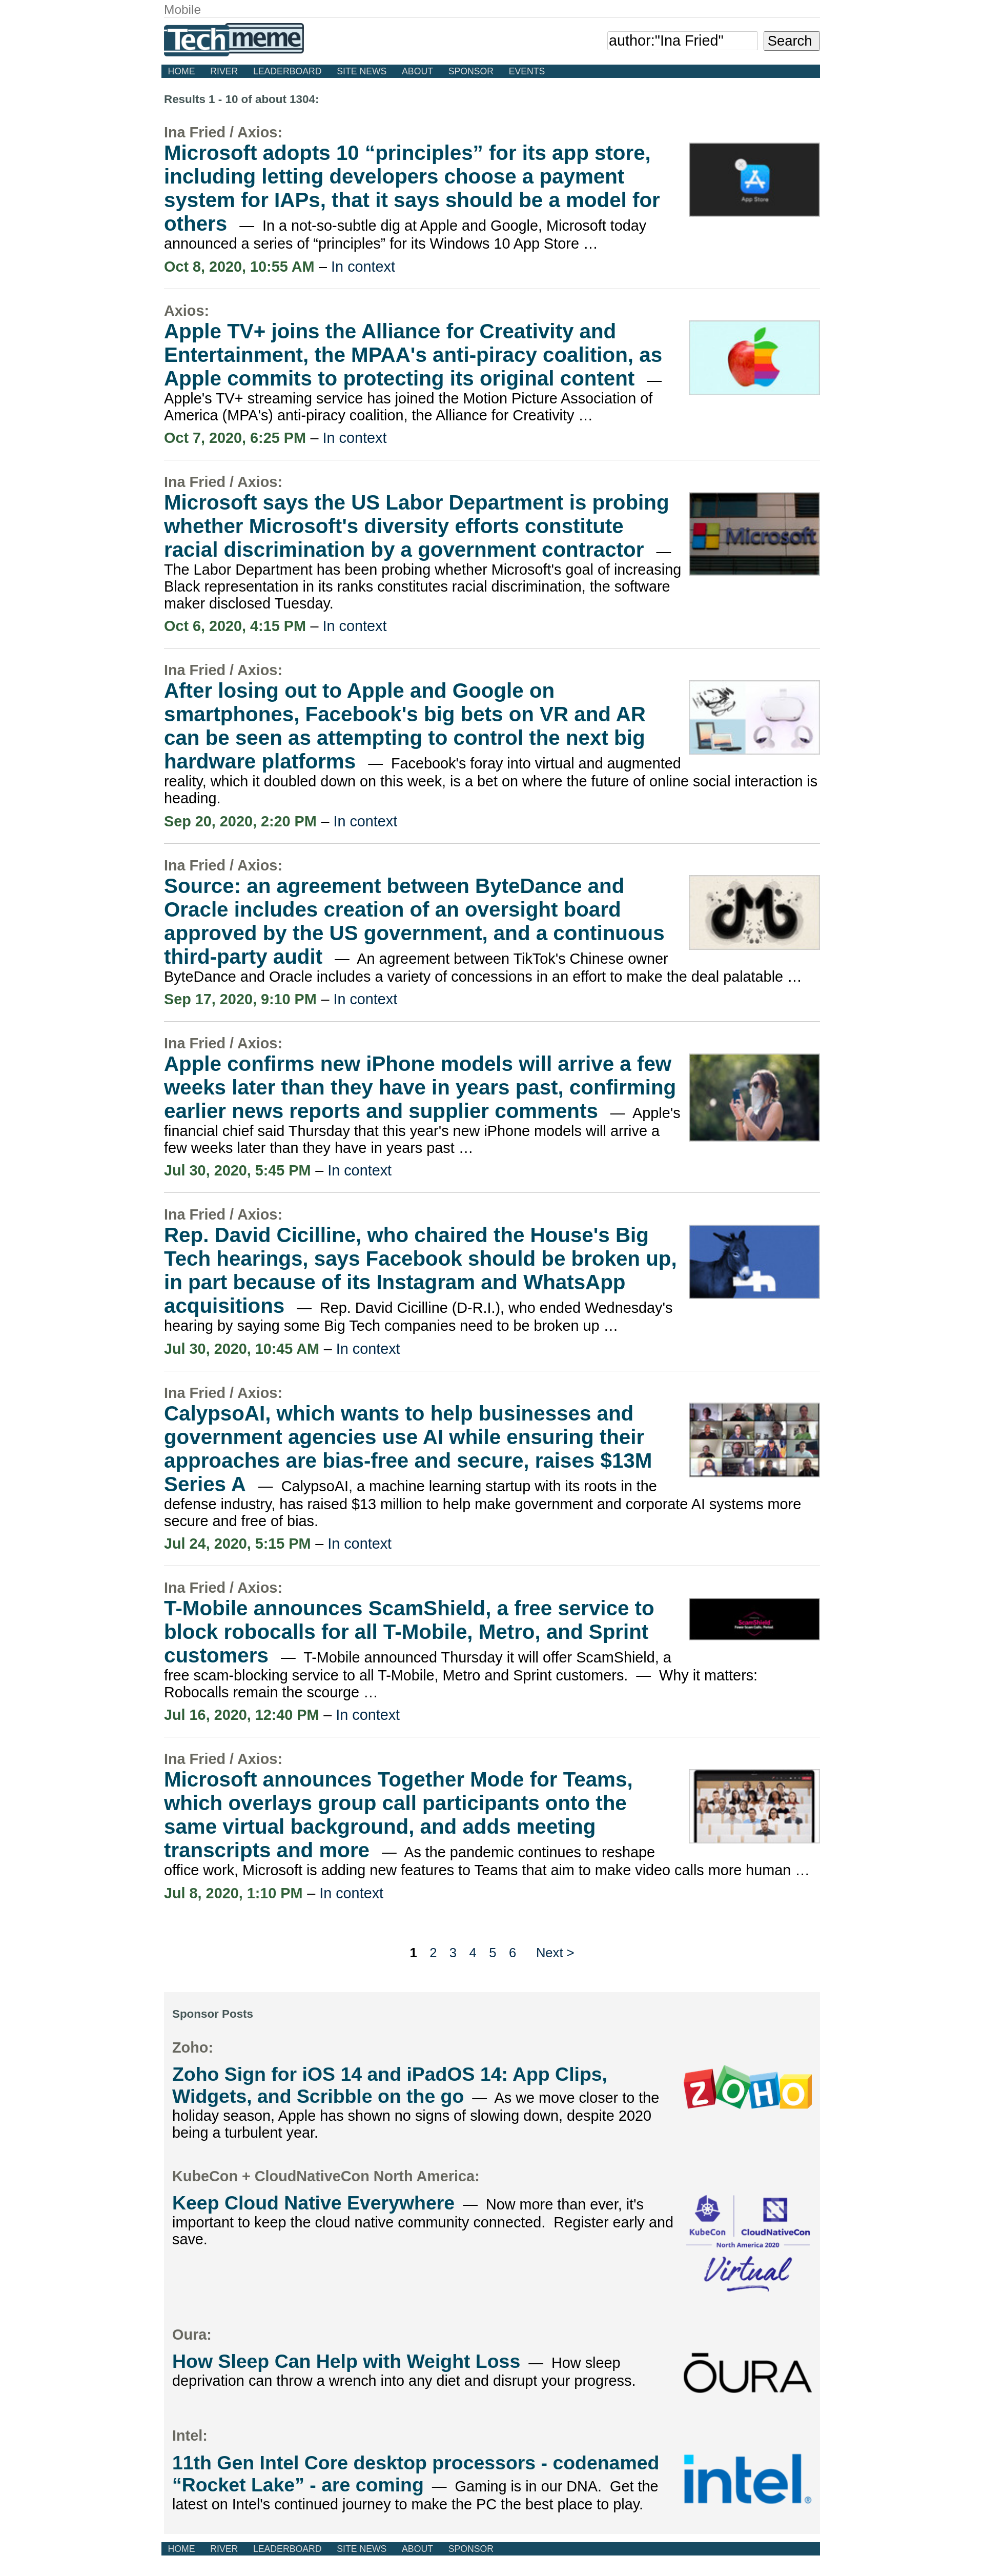 Mobile
Techmeme
author:"Ina Fried"
Search
HOME RIVER LEADERBOARD SITE NEWS ABOUT SPONSOR EVENTS
Results 1 - 10 of about 1304:
Ina Fried / Axios:
Microsoft adopts 10 “principles” for its app store,
including letting developers choose a payment
system for IAPs, that it says should be a model for
others — In a not-so-subtle dig at Apple and Google, Microsoft today
announced a series of “principles” for its Windows 10 App Store …
App Store
Oct 8, 2020, 10:55 AM – In context
Axios:
Apple TV+ joins the Alliance for Creativity and
Entertainment, the MPAA's anti-piracy coalition, as
Apple commits to protecting its original content —
Apple's TV+ streaming service has joined the Motion Picture Association of
America (MPA's) anti-piracy coalition, the Alliance for Creativity …
Oct 7, 2020, 6:25 PM – In context
Ina Fried / Axios:
Microsoft says the US Labor Department is probing
whether Microsoft's diversity efforts constitute
racial discrimination by a government contractor —
The Labor Department has been probing whether Microsoft's goal of increasing
Black representation in its ranks constitutes racial discrimination, the software
maker disclosed Tuesday.
Microsoft
Oct 6, 2020, 4:15 PM – In context
Ina Fried / Axios:
After losing out to Apple and Google on
smartphones, Facebook's big bets on VR and AR
can be seen as attempting to control the next big
hardware platforms — Facebook's foray into virtual and augmented
reality, which it doubled down on this week, is a bet on where the future of online social interaction is
heading.
Sep 20, 2020, 2:20 PM – In context
Ina Fried / Axios:
Source: an agreement between ByteDance and
Oracle includes creation of an oversight board
approved by the US government, and a continuous
third-party audit — An agreement between TikTok's Chinese owner
ByteDance and Oracle includes a variety of concessions in an effort to make the deal palatable …
Sep 17, 2020, 9:10 PM – In context
Ina Fried / Axios:
Apple confirms new iPhone models will arrive a few
weeks later than they have in years past, confirming
earlier news reports and supplier comments — Apple's
financial chief said Thursday that this year's new iPhone models will arrive a
few weeks later than they have in years past …
Jul 30, 2020, 5:45 PM – In context
Ina Fried / Axios:
Rep. David Cicilline, who chaired the House's Big
Tech hearings, says Facebook should be broken up,
in part because of its Instagram and WhatsApp
acquisitions — Rep. David Cicilline (D-R.I.), who ended Wednesday's
hearing by saying some Big Tech companies need to be broken up …
Jul 30, 2020, 10:45 AM – In context
Ina Fried / Axios:
CalypsoAI, which wants to help businesses and
government agencies use AI while ensuring their
approaches are bias-free and secure, raises $13M
Series A — CalypsoAI, a machine learning startup with its roots in the
defense industry, has raised $13 million to help make government and corporate AI systems more
secure and free of bias.
Jul 24, 2020, 5:15 PM – In context
Ina Fried / Axios:
T-Mobile announces ScamShield, a free service to
block robocalls for all T-Mobile, Metro, and Sprint
customers — T-Mobile announced Thursday it will offer ScamShield, a
free scam-blocking service to all T-Mobile, Metro and Sprint customers. — Why it matters:
Robocalls remain the scourge …
ScamShield
Jul 16, 2020, 12:40 PM – In context
Ina Fried / Axios:
Microsoft announces Together Mode for Teams,
which overlays group call participants onto the
same virtual background, and adds meeting
transcripts and more — As the pandemic continues to reshape
office work, Microsoft is adding new features to Teams that aim to make video calls more human …
Jul 8, 2020, 1:10 PM – In context
1 2 3 4 5 6 Next >
Sponsor Posts
Zoho:
Zoho Sign for iOS 14 and iPadOS 14: App Clips,
Widgets, and Scribble on the go — As we move closer to the
holiday season, Apple has shown no signs of slowing down, despite 2020
being a turbulent year.
ZOHO
KubeCon + CloudNativeCon North America:
Keep Cloud Native Everywhere — Now more than ever, it's
important to keep the cloud native community connected. Register early and
save.
KubeCon CloudNativeCon
North America 2020
Virtual
Oura:
How Sleep Can Help with Weight Loss — How sleep
deprivation can throw a wrench into any diet and disrupt your progress.
ŌURA
Intel:
11th Gen Intel Core desktop processors - codenamed
“Rocket Lake” - are coming — Gaming is in our DNA. Get the
latest on Intel's continued journey to make the PC the best place to play.
intel®
HOME RIVER LEADERBOARD SITE NEWS ABOUT SPONSOR